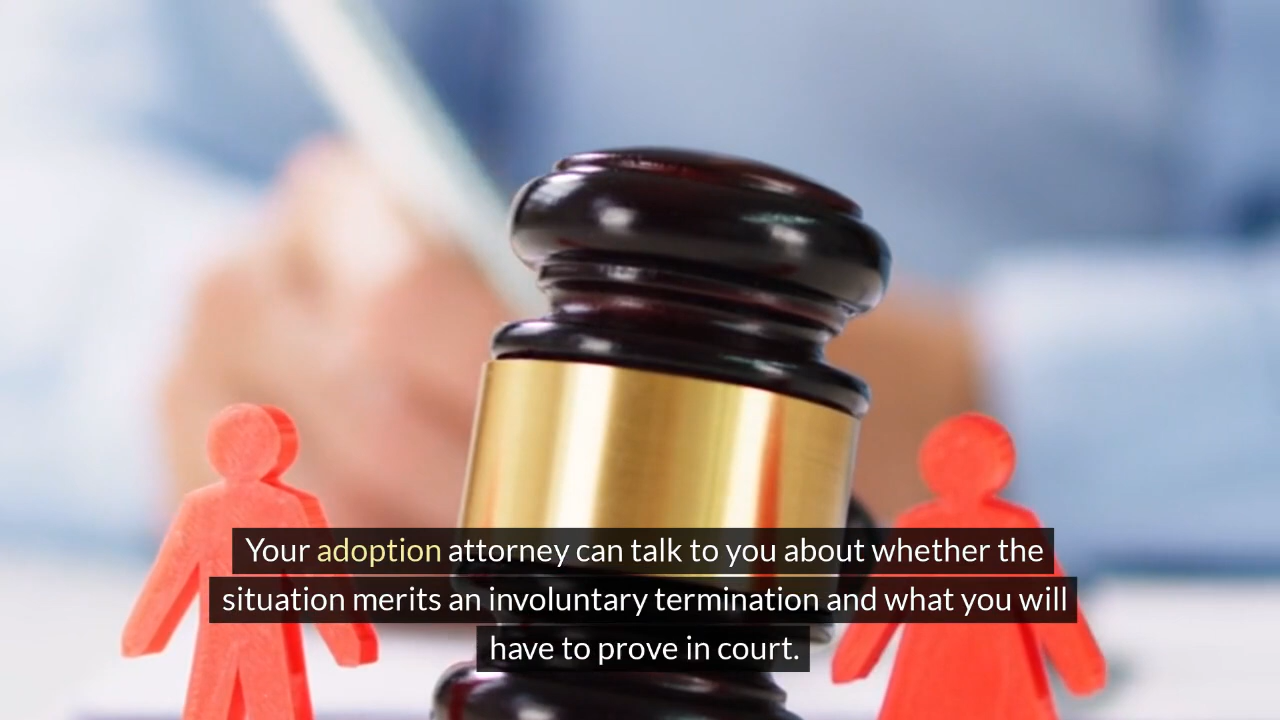 Your adoption attorney can talk to you about whether the
situation merits an involuntary termination and what you will
have to prove in court.